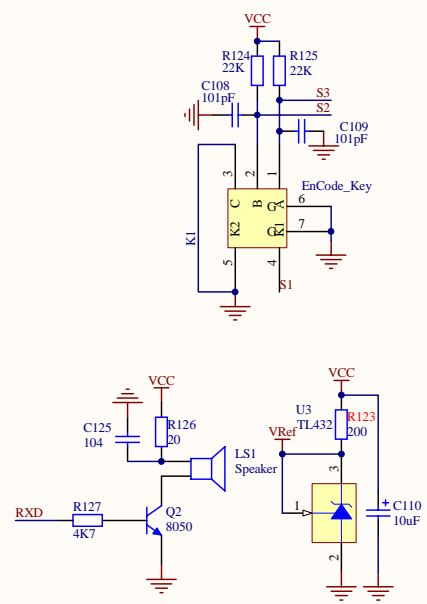 VCC
R124
R125
22K
22K
C108
101pF
S3
S2
C109
101pF
3
2
1
EnCode_Key
C
B
GA
6
K1
K2
GK1
7
5
4
S1
VCC
VCC
C125
104
R126
20
U3
TL432
R123
200
VRef
LS1
Speaker
3
RXD
R127
4K7
Q2
8050
1
C110
10uF
+
2